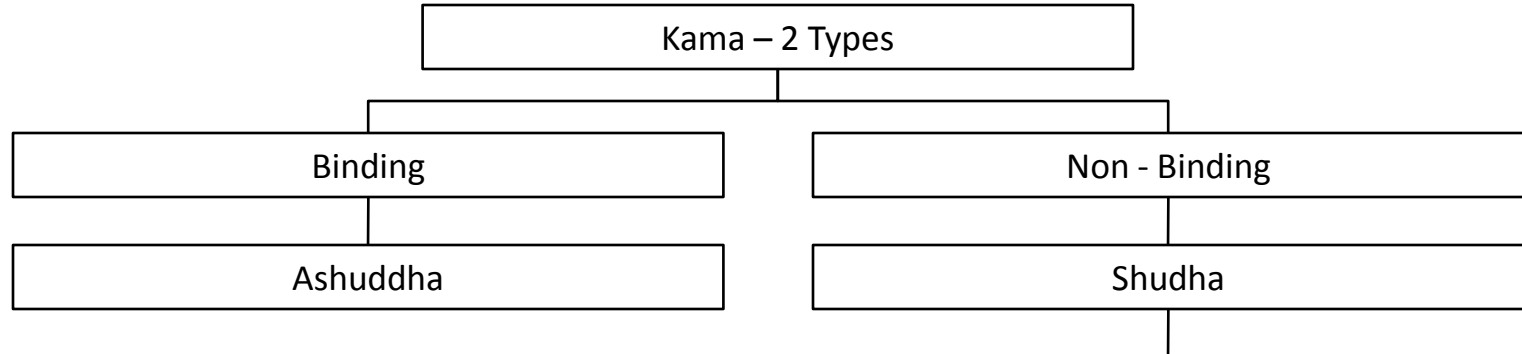 Kama – 2 Types
Binding
Non - Binding
Ashuddha
Shudha